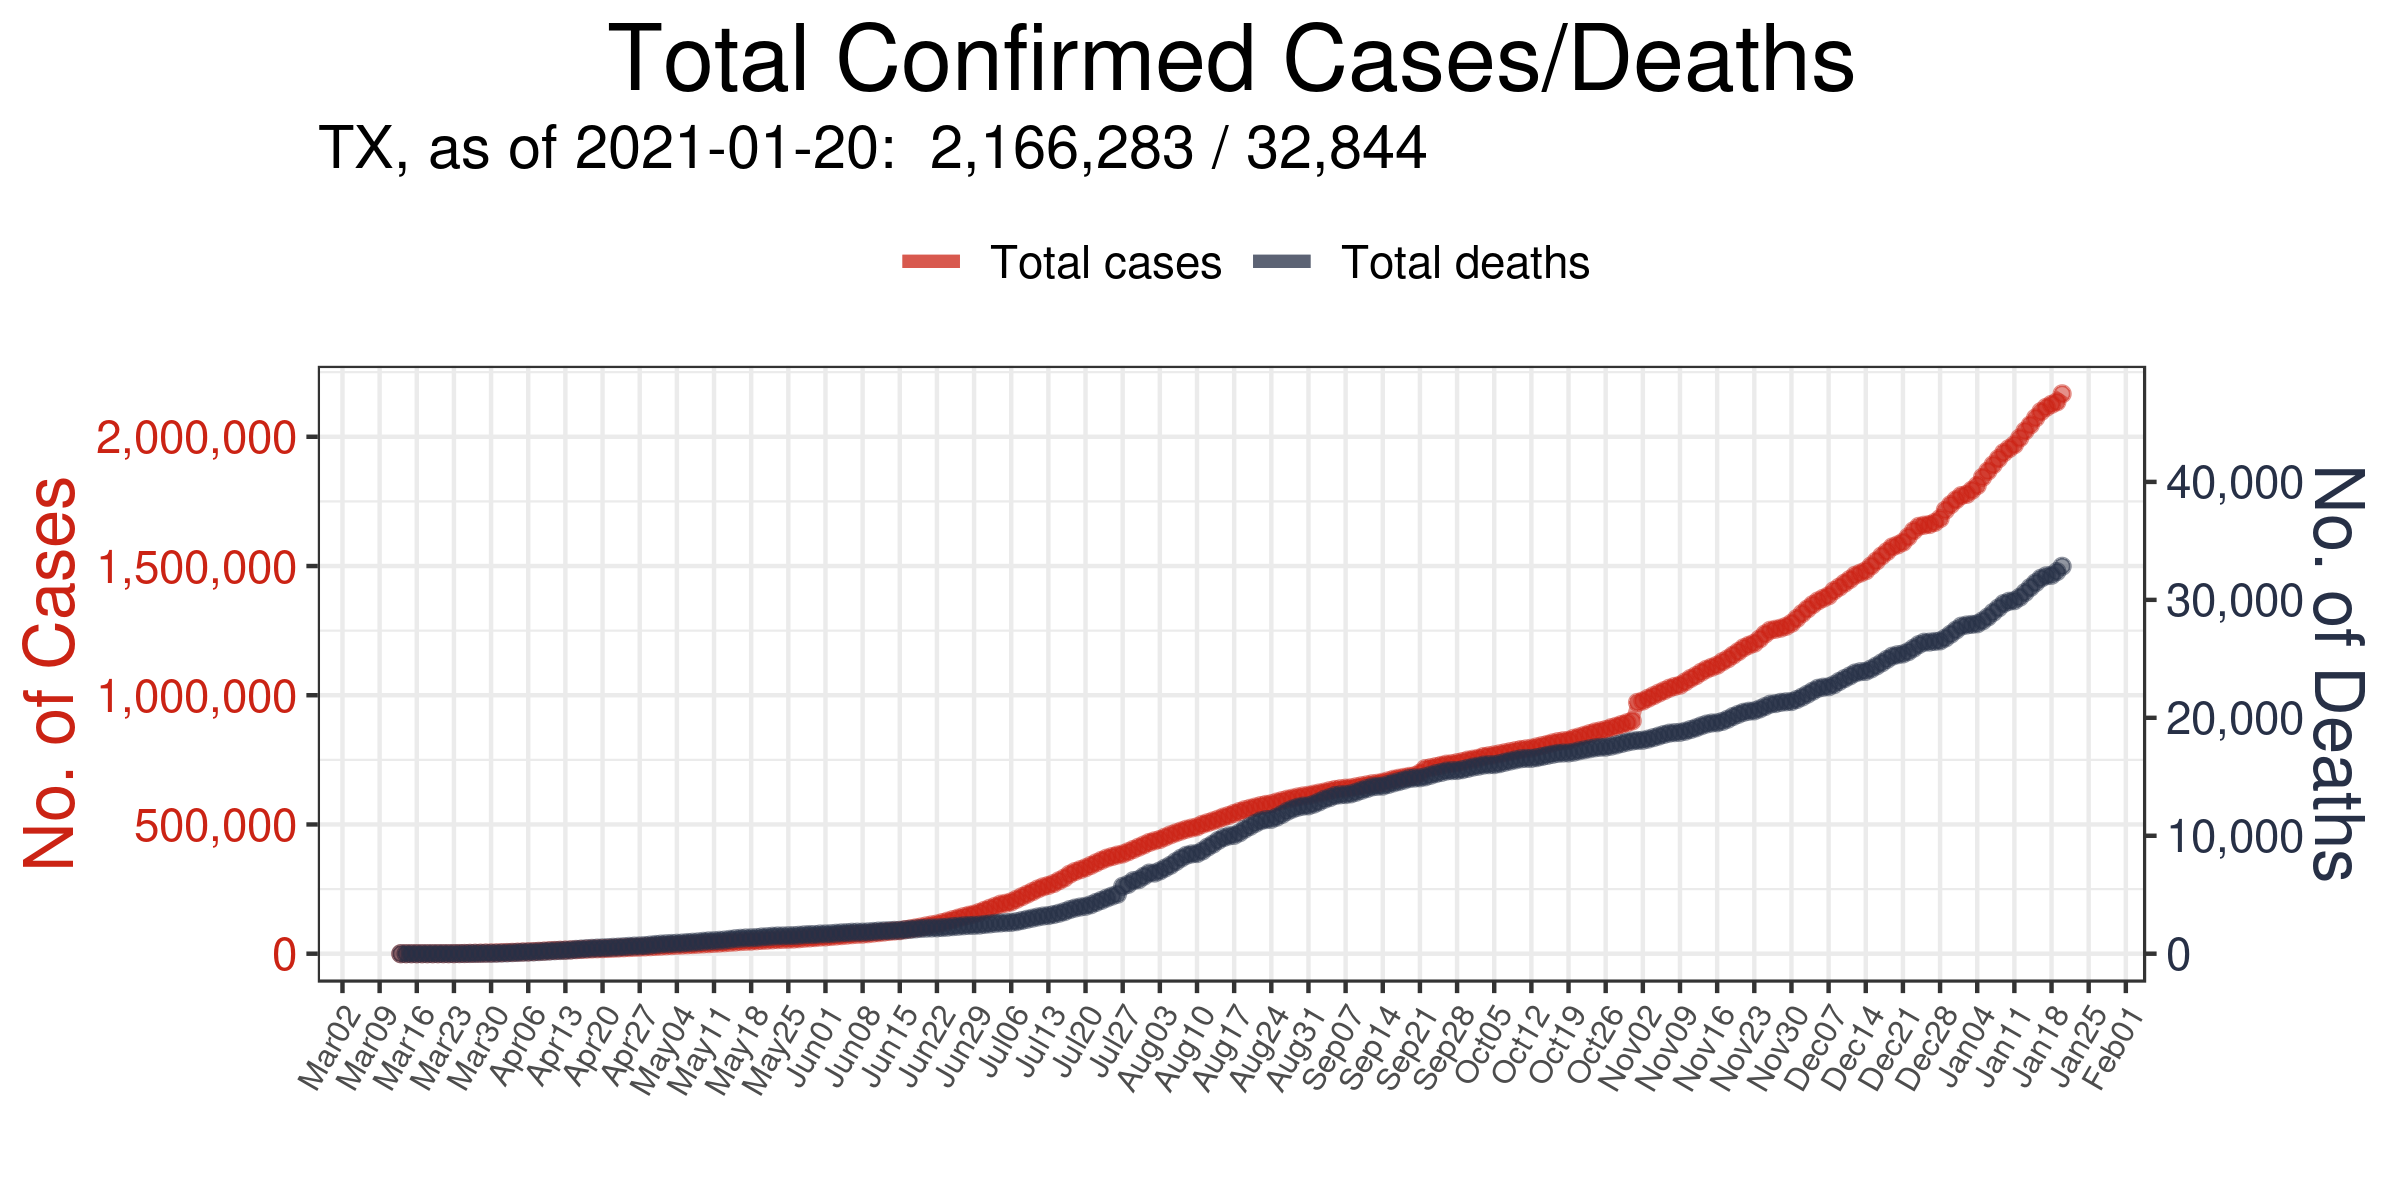 Total Confirmed Cases/Deaths
TX, as of 2021-01-20:  2,166,283 / 32,844
Total cases
Total deaths
No. of Cases
2,000,000
1,500,000
1,000,000
500,000
0
40,000
30,000
20,000
10,000
0
No. of Deaths
Mar02
Mar09
Mar16
Mar23
Mar30
Apr06
Apr13
Apr20
Apr27
May04
May11
May18
May25
Jun01
Jun08
Jun15
Jun22
Jun29
Jul06
Jul13
Jul20
Jul27
Aug03
Aug10
Aug17
Aug24
Aug31
Sep07
Sep14
Sep21
Sep28
Oct05
Oct12
Oct19
Oct26
Nov02
Nov09
Nov16
Nov23
Nov30
Dec07
Dec14
Dec21
Dec28
Jan04
Jan11
Jan18
Jan25
Feb01